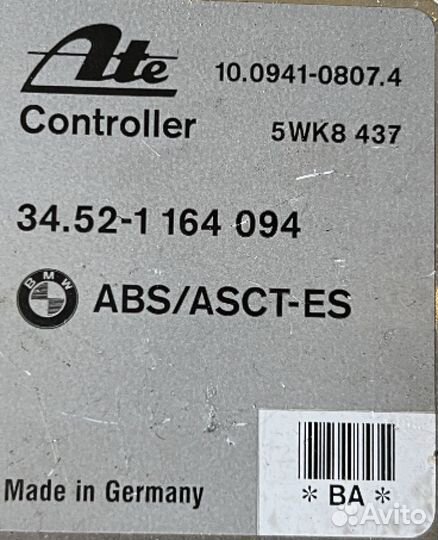 Ate
10.0941-0807.4
Controller
5WK8 437
34.52-1 164 094
BMW
ABS/ASCT-ES
Made in Germany
* BA *
Avito